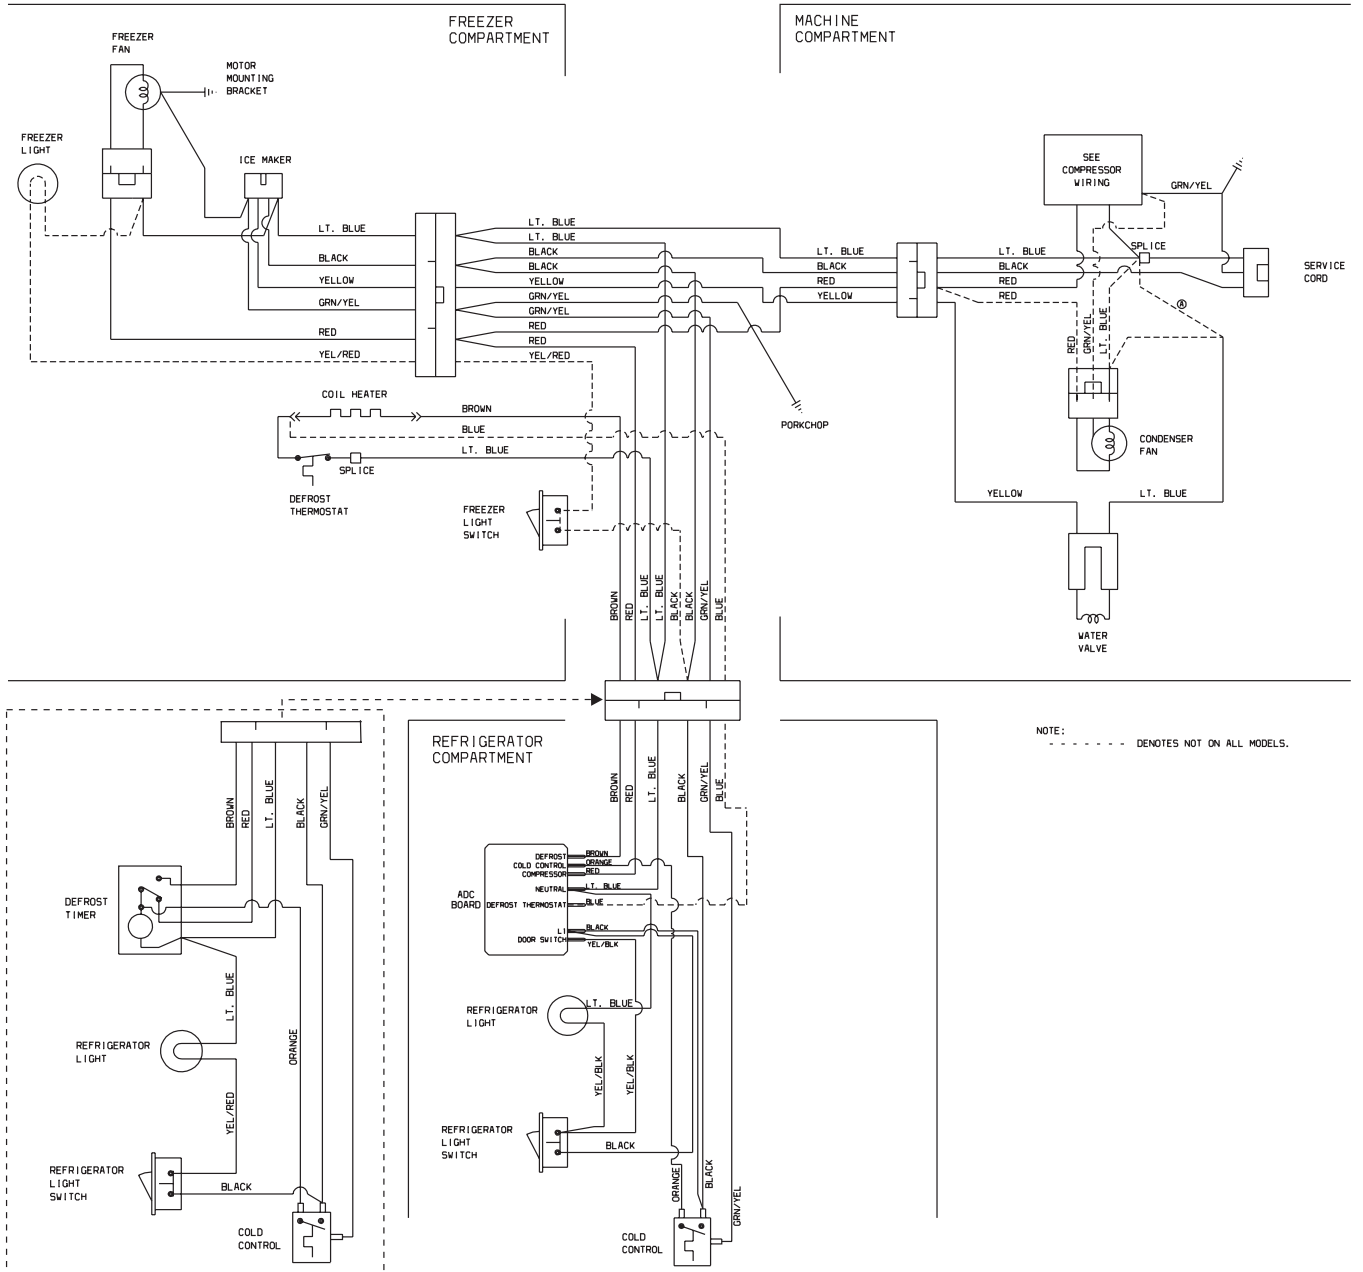 FREEZER
COMPARTMENT
MACHINE
COMPARTMENT
FREEZER
FAN
MOTOR
MOUNTING
BRACKET
FREEZER
LIGHT
ICE MAKER
SEE
COMPRESSOR
WIRING
GRN/YEL
LT. BLUE
BLACK
YELLOW
GRN/YEL
RED
YEL/RED
LT. BLUE
LT. BLUE
BLACK
BLACK
YELLOW
GRN/YEL
GRN/YEL
RED
RED
YEL/RED
LT. BLUE
BLACK
RED
YELLOW
LT. BLUE
BLACK
RED
SPLICE
SERVICE
CORD
A
RED
GRN/YEL
LT. BLUE
COIL HEATER
BROWN
BLUE
LT. BLUE
SPLICE
DEFROST
THERMOSTAT
PORKCHOP
CONDENSER
FAN
FREEZER
LIGHT
SWITCH
YELLOW
LT. BLUE
WATER
VALVE
BROWN
RED
LT. BLUE
LT. BLUE
BLACK
BLACK
GRN/YEL
BLUE
NOTE:
DENOTES NOT ON ALL MODELS.
REFRIGERATOR
COMPARTMENT
BROWN
RED
LT. BLUE
BLACK
GRN/YEL
BLUE
BROWN
RED
LT. BLUE
BLACK
GRN/YEL
DEFROST
TIMER
LT. BLUE
REFRIGERATOR
LIGHT
ORANGE
YEL/RED
REFRIGERATOR
LIGHT
SWITCH
BLACK
COLD
CONTROL
ADC
BOARD
DEFROST
COLD CONTROL
COMPRESSOR
NEUTRAL
DEFROST THERMOSTAT
L1
DOOR SWITCH
BROWN
ORANGE
RED
LT. BLUE
BLUE
BLACK
YEL/BLK
REFRIGERATOR
LIGHT
LT. BLUE
YEL/BLK
YEL/BLK
REFRIGERATOR
LIGHT
SWITCH
BLACK
ORANGE
BLACK
GRN/YEL
COLD
CONTROL